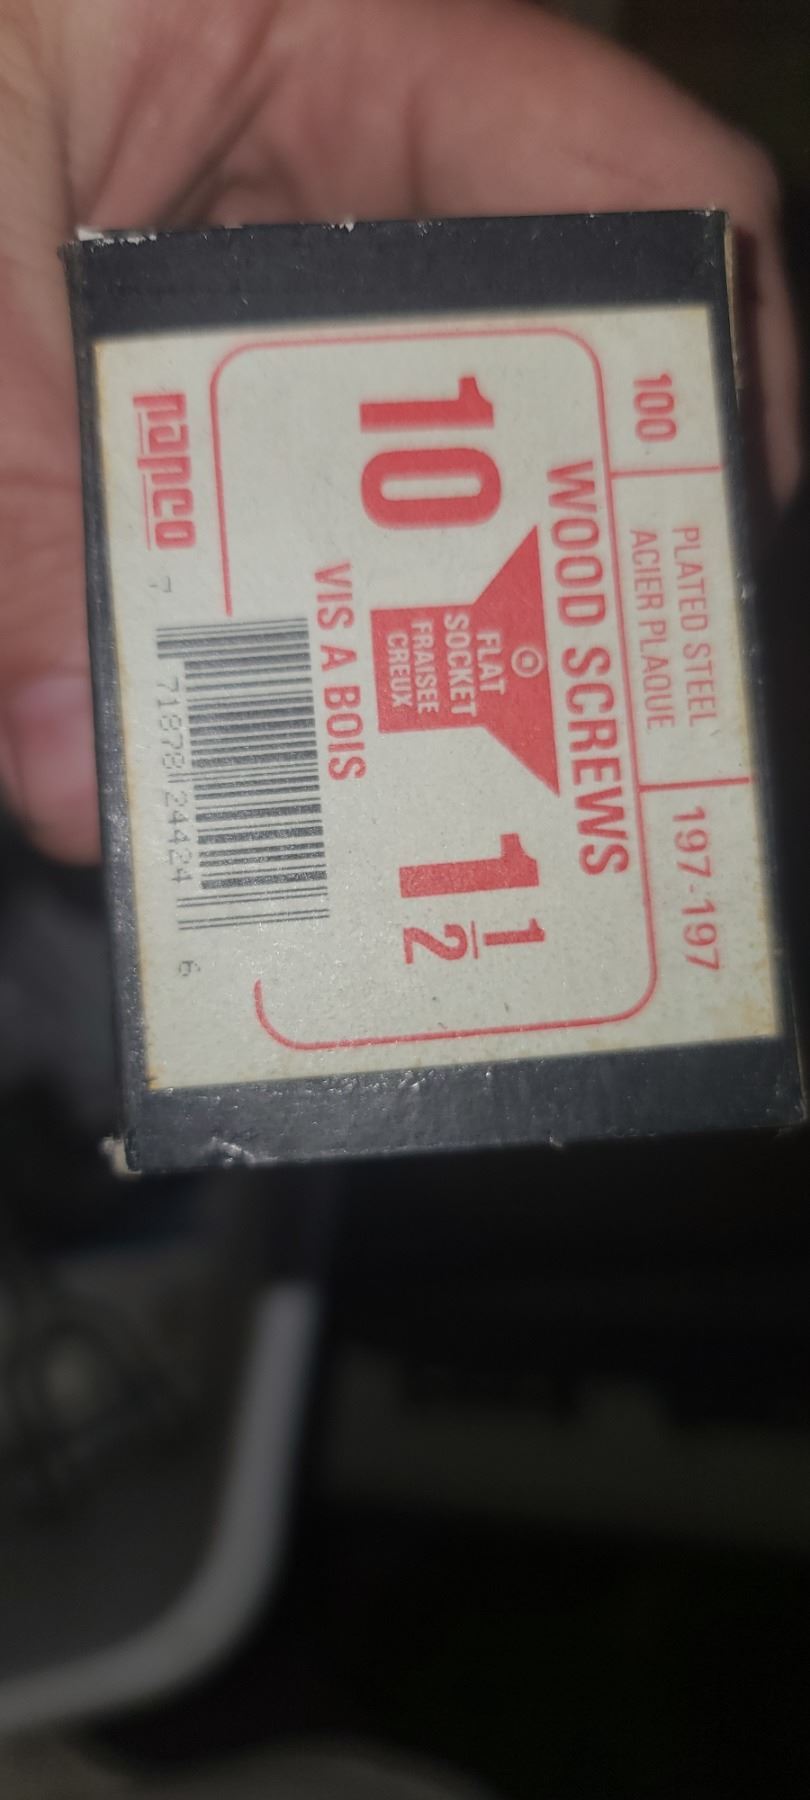 100
PLATED STEEL
ACIER PLAQUE
197-197
WOOD SCREWS
10
FLAT
SOCKET
FRAISEE
CREUX
1 1/2
VIS A BOIS
papco
7 71878 24424 6